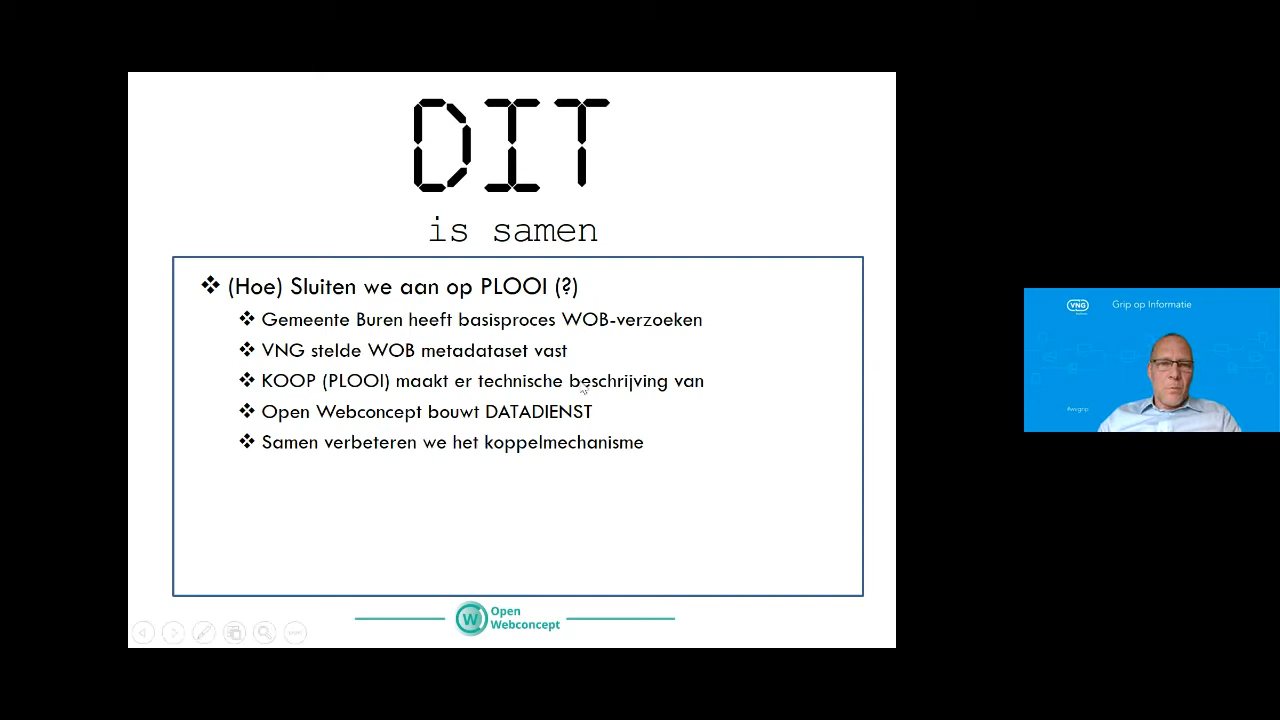 DIT
is samen
(Hoe) Sluiten we aan op PLOOI (?)
Gemeente Buren heeft basisproces WOB-verzoeken
VNG stelde WOB metadataset vast
KOOP (PLOOI) maakt er technische beschrijving van
Open Webconcept bouwt DATADIENST
Samen verbeteren we het koppelmechanisme
W
Open
Webconcept
VNG
Grip op Informatie